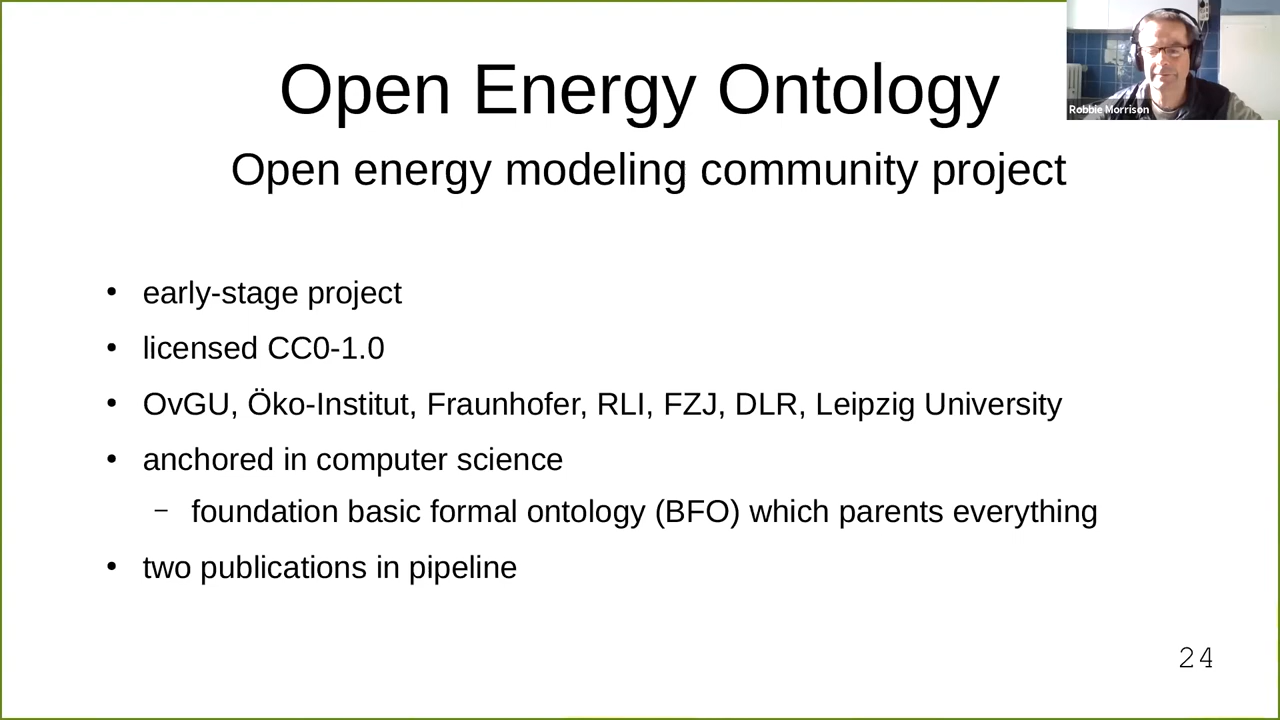 Open Energy Ontology
Robbie Morrison
Open energy modeling community project
• early-stage project
• licensed CC0-1.0
• OvGU, Öko-Institut, Fraunhofer, RLI, FZJ, DLR, Leipzig University
• anchored in computer science
– foundation basic formal ontology (BFO) which parents everything
• two publications in pipeline
24